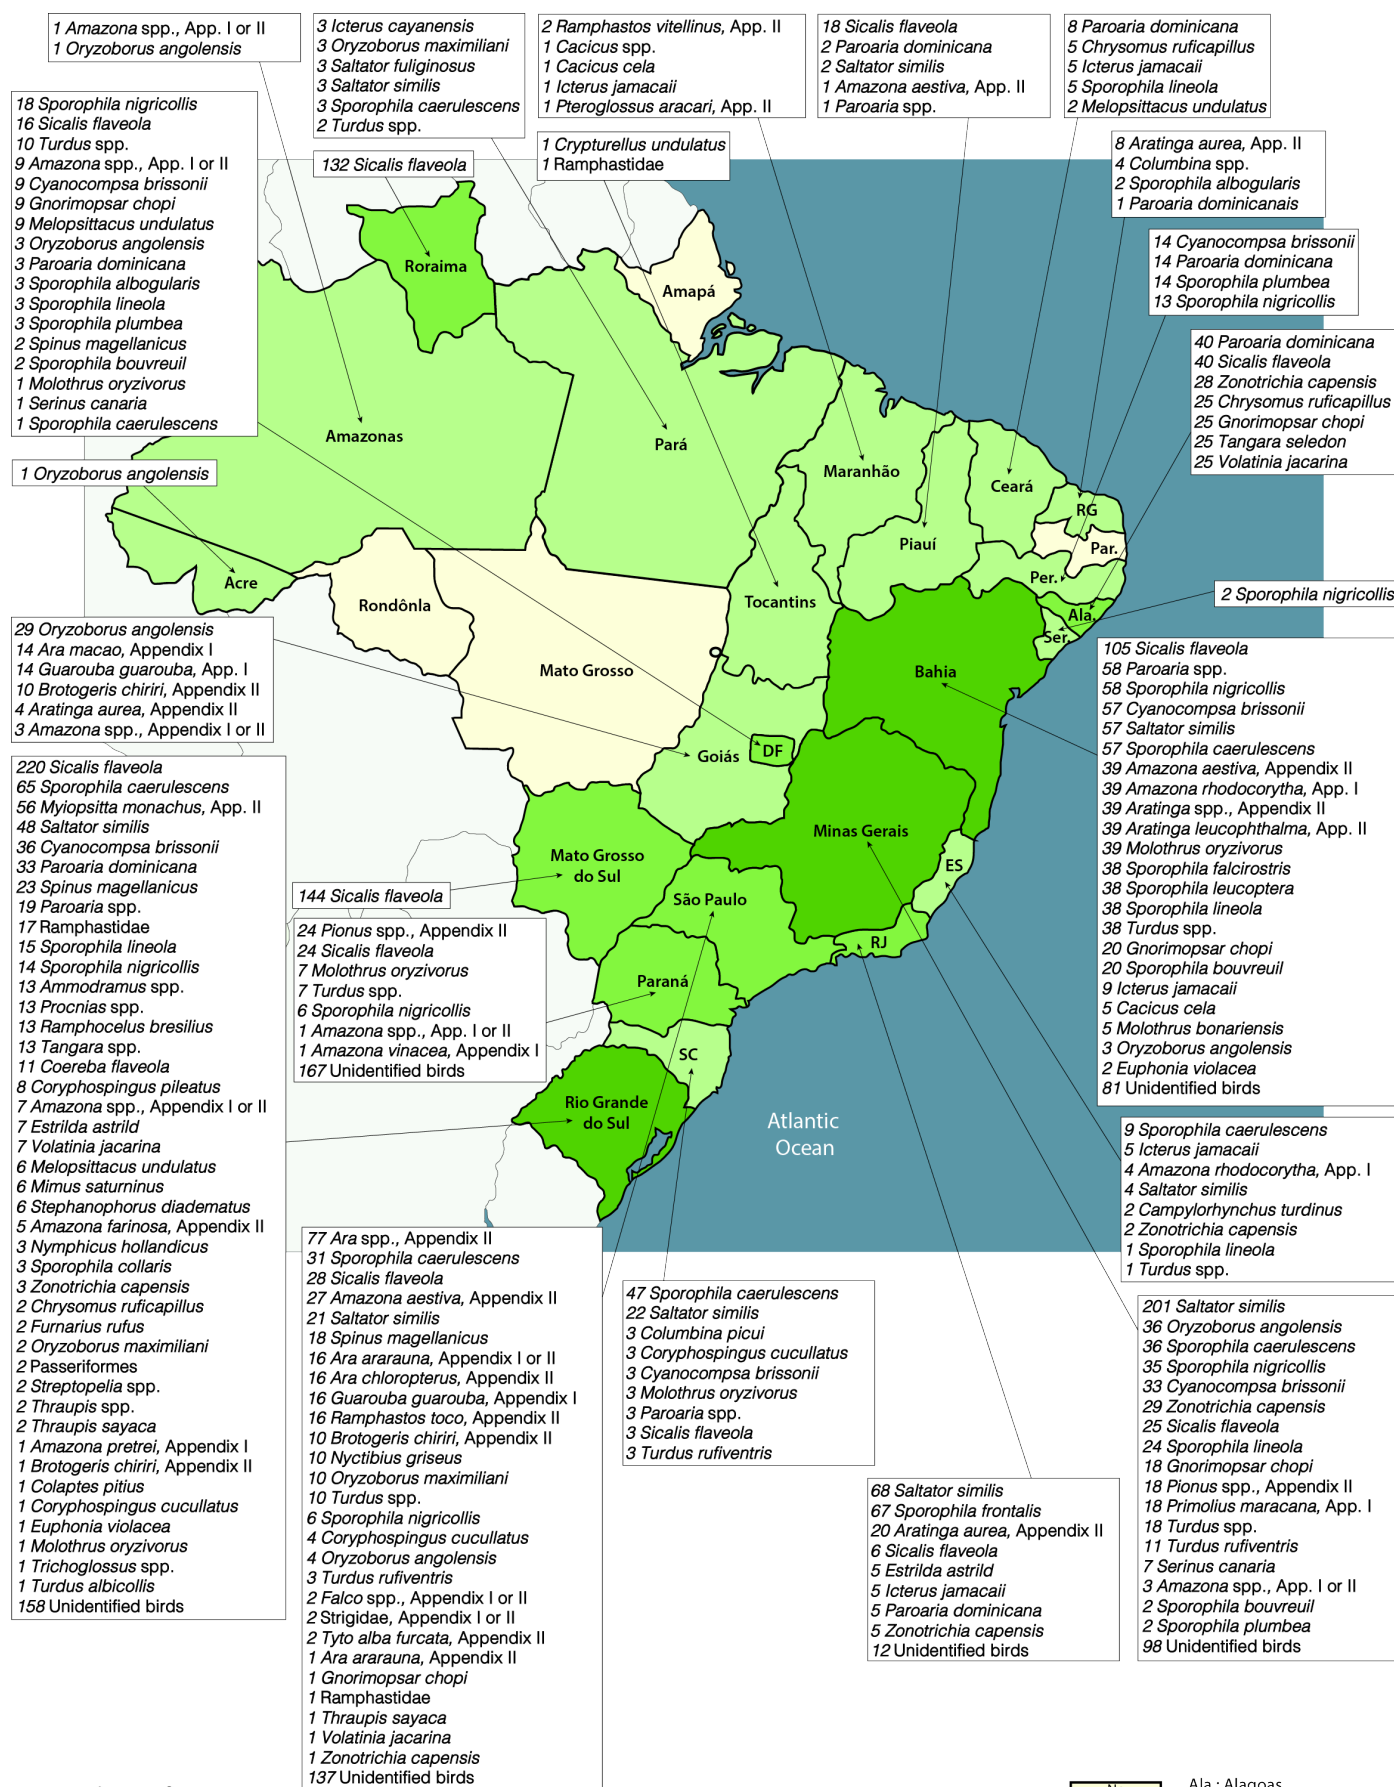 1 Amazona spp., App. I or II
1 Oryzoborus angolensis
3 Icterus cayanensis
3 Oryzoborus maximiliani
3 Saltator fuliginosus
3 Saltator similis
3 Sporophila caerulescens
2 Turdus spp.
2 Ramphastos vitellinus, App. II
1 Cacicus spp.
1 Cacicus cela
1 Icterus jamacaii
1 Pteroglossus aracari, App. II
18 Sicalis flaveola
2 Paroaria dominicana
2 Saltator similis
1 Amazona aestiva, App. II
1 Paroaria spp.
8 Paroaria dominicana
5 Chrysomus ruficapillus
5 Icterus jamacaii
5 Sporophila lineola
2 Melopsittacus undulatus
18 Sporophila nigricollis
16 Sicalis flaveola
10 Turdus spp.
9 Amazona spp., App. I or II
9 Cyanocompsa brissonii
9 Gnorimopsar chopi
9 Melopsittacus undulatus
3 Oryzoborus angolensis
3 Paroaria dominicana
3 Sporophila albogularis
3 Sporophila lineola
3 Sporophila plumbea
2 Spinus magellanicus
2 Sporophila bouvreuil
1 Molothrus oryzivorus
1 Serinus canaria
1 Sporophila caerulescens
132 Sicalis flaveola
1 Crypturellus undulatus
1 Ramphastidae
8 Aratinga aurea, App. II
4 Columbina spp.
2 Sporophila albogularis
1 Paroaria dominicanais
14 Cyanocompsa brissonii
14 Paroaria dominicana
14 Sporophila plumbea
13 Sporophila nigricollis
40 Paroaria dominicana
40 Sicalis flaveola
28 Zonotrichia capensis
25 Chrysomus ruficapillus
25 Gnorimopsar chopi
25 Tangara seledon
25 Volatinia jacarina
1 Oryzoborus angolensis
Roraima
Amapá
Amazonas
Pará
Maranhão
Ceará
RG
Piauí
Par.
Per.
Acre
Rondônla
Tocantins
Ala.
Ser.
Mato Grosso
Bahia
Goiás
DF
Minas Gerais
Mato Grosso
do Sul
ES
São Paulo
RJ
Paraná
SC
Rio Grande
do Sul
Atlantic
Ocean
2 Sporophila nigricollis
29 Oryzoborus angolensis
14 Ara macao, Appendix I
14 Guarouba guarouba, App. I
10 Brotogeris chiriri, Appendix II
4 Aratinga aurea, Appendix II
3 Amazona spp., Appendix I or II
105 Sicalis flaveola
58 Paroaria spp.
58 Sporophila nigricollis
57 Cyanocompsa brissonii
57 Saltator similis
57 Sporophila caerulescens
39 Amazona aestiva, Appendix II
39 Amazona rhodocorytha, App. I
39 Aratinga spp., Appendix II
39 Aratinga leucophthalma, App. II
39 Molothrus oryzivorus
38 Sporophila falcirostris
38 Sporophila leucoptera
38 Sporophila lineola
38 Turdus spp.
20 Gnorimopsar chopi
20 Sporophila bouvreuil
9 Icterus jamacaii
5 Cacicus cela
5 Molothrus bonariensis
3 Oryzoborus angolensis
2 Euphonia violacea
81 Unidentified birds
220 Sicalis flaveola
65 Sporophila caerulescens
56 Myiopsitta monachus, App. II
48 Saltator similis
36 Cyanocompsa brissonii
33 Paroaria dominicana
23 Spinus magellanicus
19 Paroaria spp.
17 Ramphastidae
15 Sporophila lineola
14 Sporophila nigricollis
13 Ammodramus spp.
13 Procnias spp.
13 Ramphocelus bresilius
13 Tangara spp.
11 Coereba flaveola
8 Coryphospingus pileatus
7 Amazona spp., Appendix I or II
7 Estrilda astrild
7 Volatinia jacarina
6 Melopsittacus undulatus
6 Mimus saturninus
6 Stephanophorus diadematus
5 Amazona farinosa, Appendix II
3 Nymphicus hollandicus
3 Sporophila collaris
3 Zonotrichia capensis
2 Chrysomus ruficapillus
2 Furnarius rufus
2 Oryzoborus maximiliani
2 Passeriformes
2 Streptopelia spp.
2 Thraupis spp.
2 Thraupis sayaca
1 Amazona pretrei, Appendix I
1 Brotogeris chiriri, Appendix II
1 Colaptes pitius
1 Coryphospingus cucullatus
1 Euphonia violacea
1 Molothrus oryzivorus
1 Trichoglossus spp.
1 Turdus albicollis
158 Unidentified birds
144 Sicalis flaveola
24 Pionus spp., Appendix II
24 Sicalis flaveola
7 Molothrus oryzivorus
7 Turdus spp.
6 Sporophila nigricollis
1 Amazona spp., App. I or II
1 Amazona vinacea, Appendix I
167 Unidentified birds
77 Ara spp., Appendix II
31 Sporophila caerulescens
28 Sicalis flaveola
27 Amazona aestiva, Appendix II
21 Saltator similis
18 Spinus magellanicus
16 Ara ararauna, Appendix I or II
16 Ara chloropterus, Appendix II
16 Guarouba guarouba, Appendix I
16 Ramphastos toco, Appendix II
10 Brotogeris chiriri, Appendix II
10 Nyctibius griseus
10 Oryzoborus maximiliani
10 Turdus spp.
6 Sporophila nigricollis
4 Coryphospingus cucullatus
4 Oryzoborus angolensis
3 Turdus rufiventris
2 Falco spp., Appendix I or II
2 Strigidae, Appendix I or II
2 Tyto alba furcata, Appendix II
1 Ara ararauna, Appendix II
1 Gnorimopsar chopi
1 Ramphastidae
1 Thraupis sayaca
1 Volatinia jacarina
1 Zonotrichia capensis
137 Unidentified birds
47 Sporophila caerulescens
22 Saltator similis
3 Columbina picui
3 Coryphospingus cucullatus
3 Cyanocompsa brissonii
3 Molothrus oryzivorus
3 Paroaria spp.
3 Sicalis flaveola
3 Turdus rufiventris
68 Saltator similis
67 Sporophila frontalis
20 Aratinga aurea, Appendix II
6 Sicalis flaveola
5 Estrilda astrild
5 Icterus jamacaii
5 Paroaria dominicana
5 Zonotrichia capensis
12 Unidentified birds
9 Sporophila caerulescens
5 Icterus jamacaii
4 Amazona rhodocorytha, App. I
4 Saltator similis
2 Campylorhynchus turdinus
2 Zonotrichia capensis
1 Sporophila lineola
1 Turdus spp.
201 Saltator similis
36 Oryzoborus angolensis
36 Sporophila caerulescens
35 Sporophila nigricollis
33 Cyanocompsa brissonii
29 Zonotrichia capensis
25 Sicalis flaveola
24 Sporophila lineola
18 Gnorimopsar chopi
18 Pionus spp., Appendix II
18 Primolius maracana, App. I
18 Turdus spp.
11 Turdus rufiventris
7 Serinus canaria
3 Amazona spp., App. I or II
2 Sporophila bouvreuil
2 Sporophila plumbea
98 Unidentified birds
Ala.: Alagoas